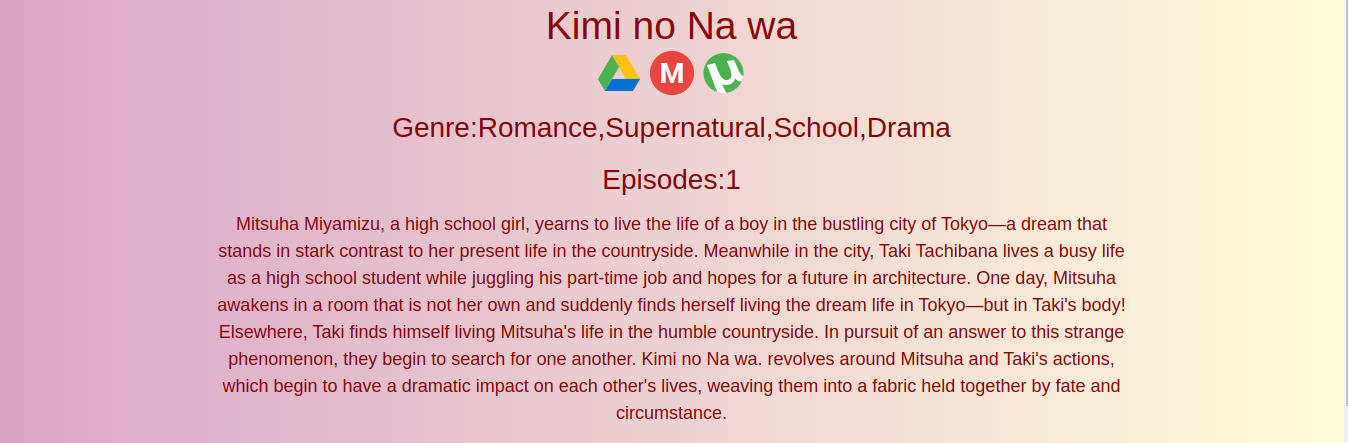 Kimi no Na wa
M µ
Genre:Romance,Supernatural,School,Drama
Episodes:1
Mitsuha Miyamizu, a high school girl, yearns to live the life of a boy in the bustling city of Tokyo—a dream that
stands in stark contrast to her present life in the countryside. Meanwhile in the city, Taki Tachibana lives a busy life
as a high school student while juggling his part-time job and hopes for a future in architecture. One day, Mitsuha
awakens in a room that is not her own and suddenly finds herself living the dream life in Tokyo—but in Taki's body!
Elsewhere, Taki finds himself living Mitsuha's life in the humble countryside. In pursuit of an answer to this strange
phenomenon, they begin to search for one another. Kimi no Na wa. revolves around Mitsuha and Taki's actions,
which begin to have a dramatic impact on each other's lives, weaving them into a fabric held together by fate and
circumstance.